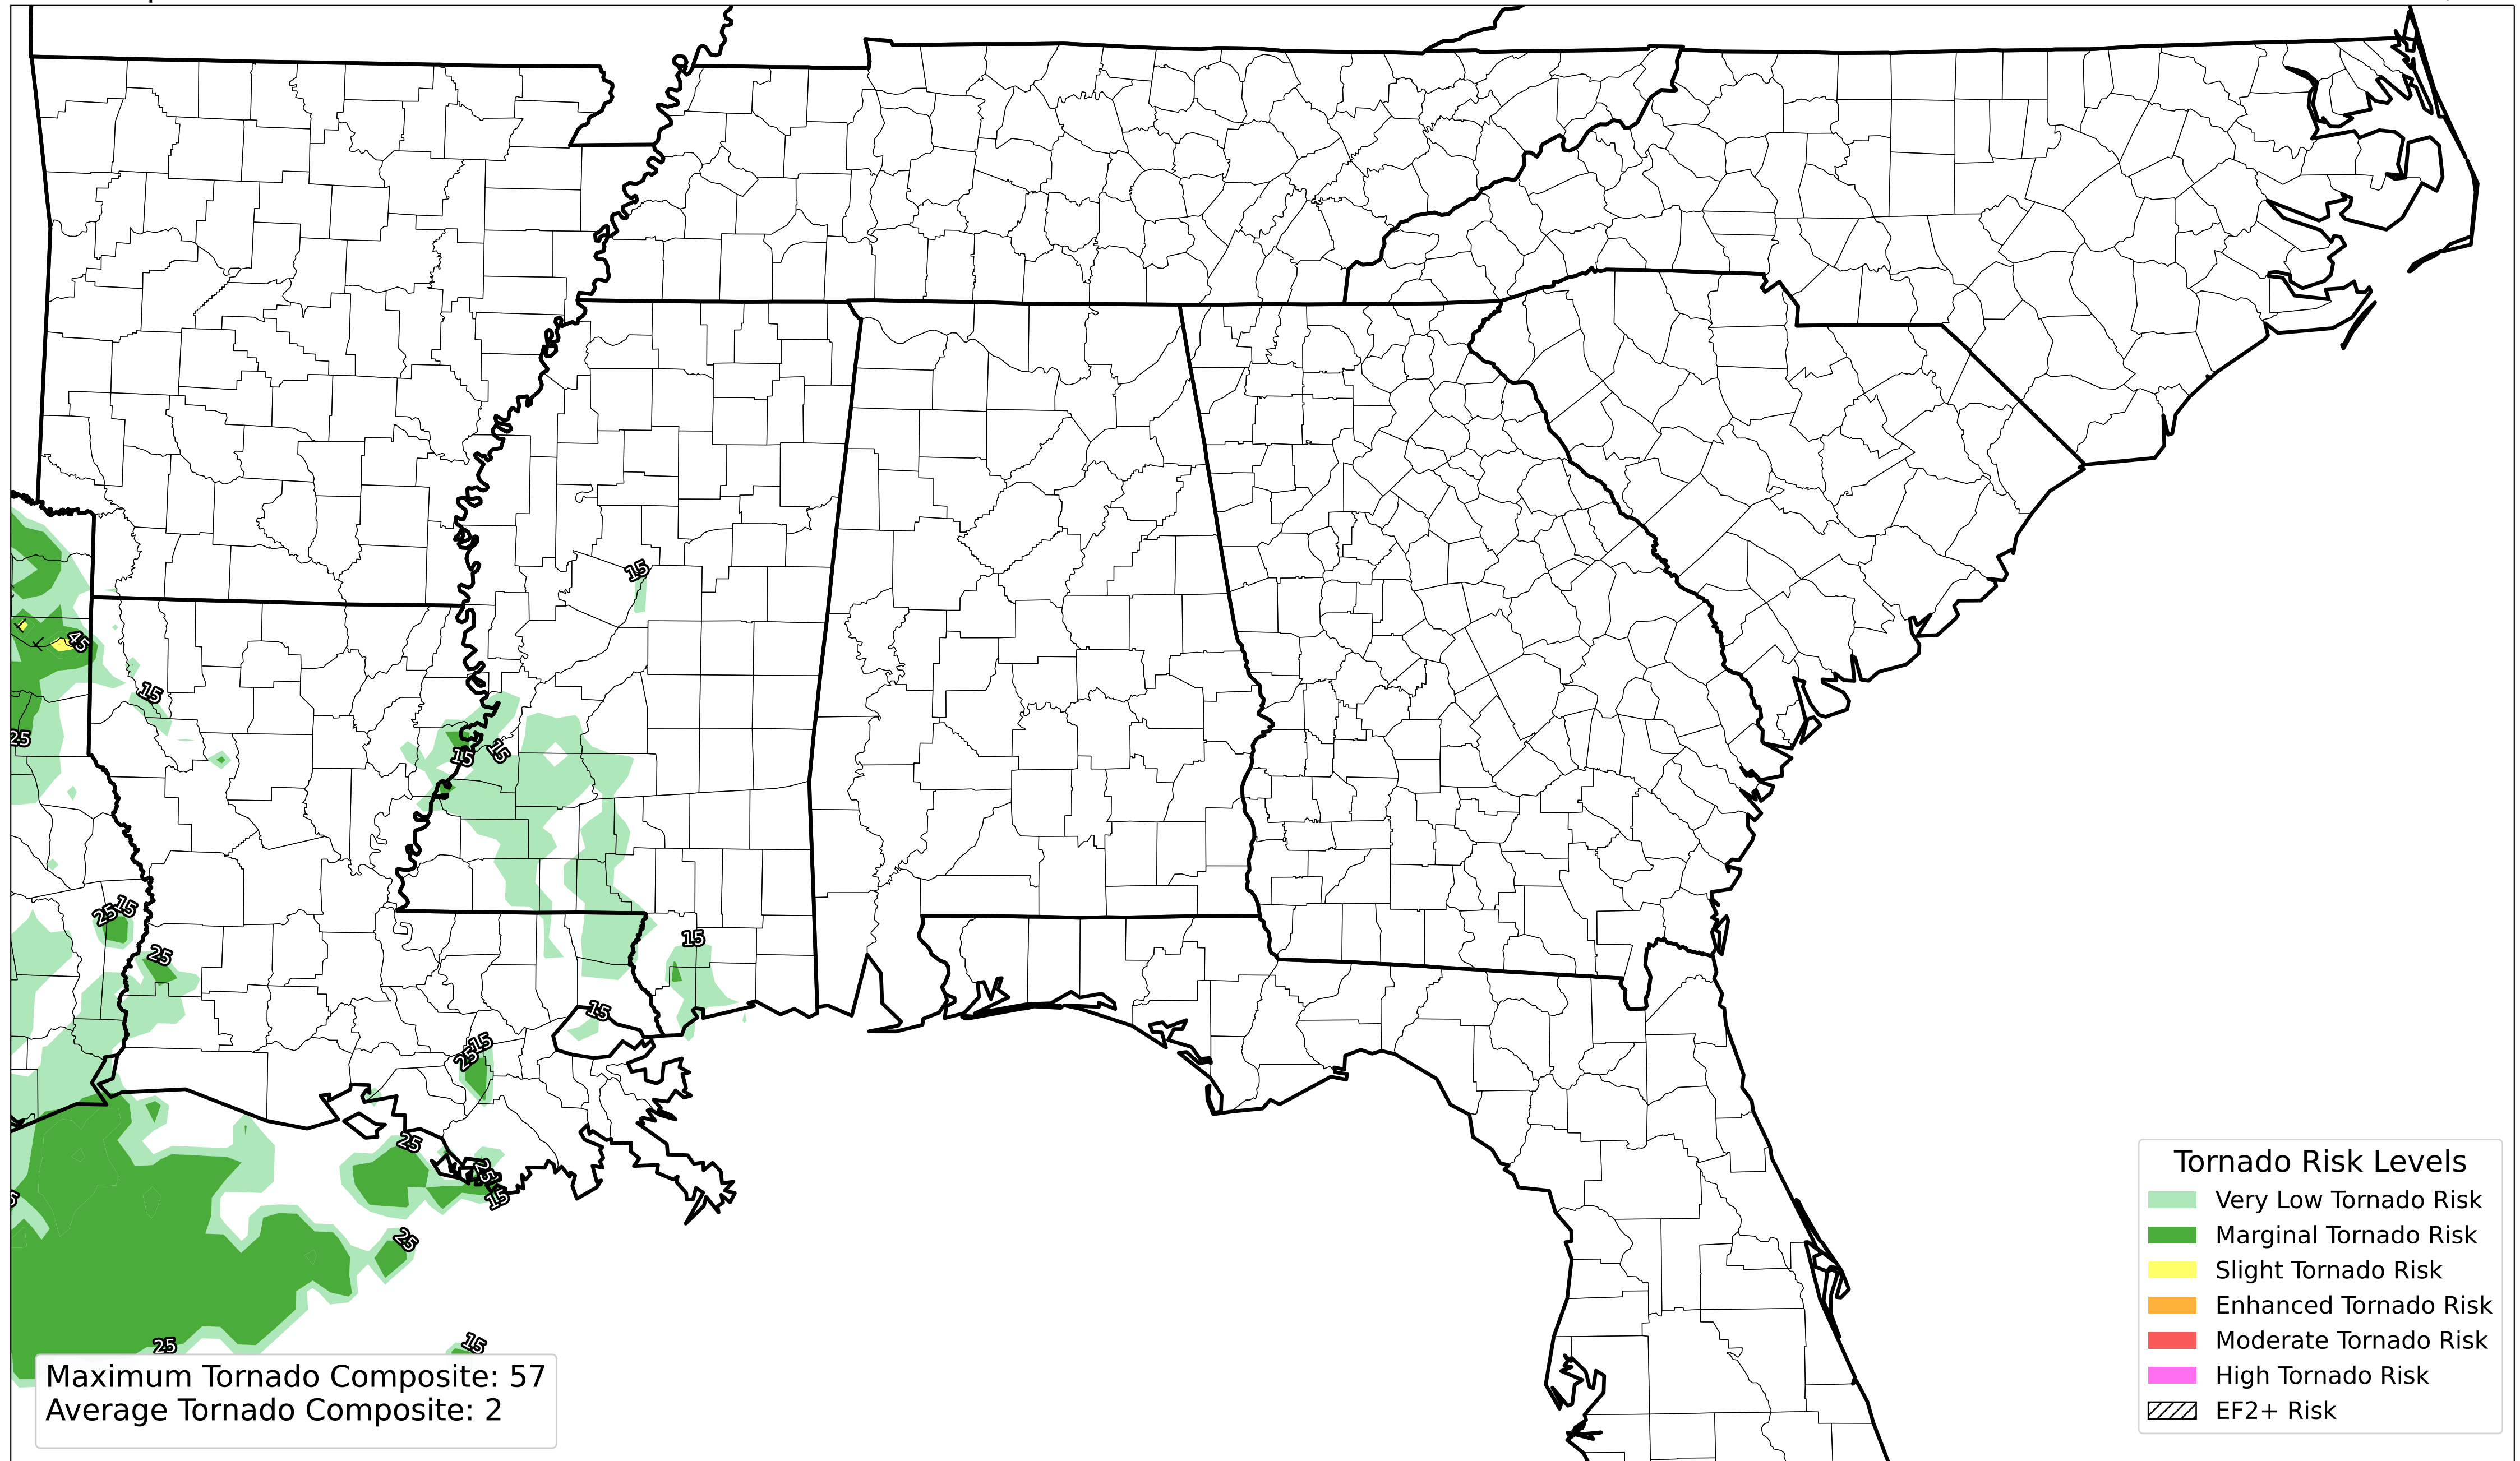 15
45
15
25
15
15
25
15
15
25
15
15
25
25
25
15
25
25
15
Maximum Tornado Composite: 57
Average Tornado Composite: 2
Tornado Risk Levels
Very Low Tornado Risk
Marginal Tornado Risk
Slight Tornado Risk
Enhanced Tornado Risk
Moderate Tornado Risk
High Tornado Risk
EF2+ Risk